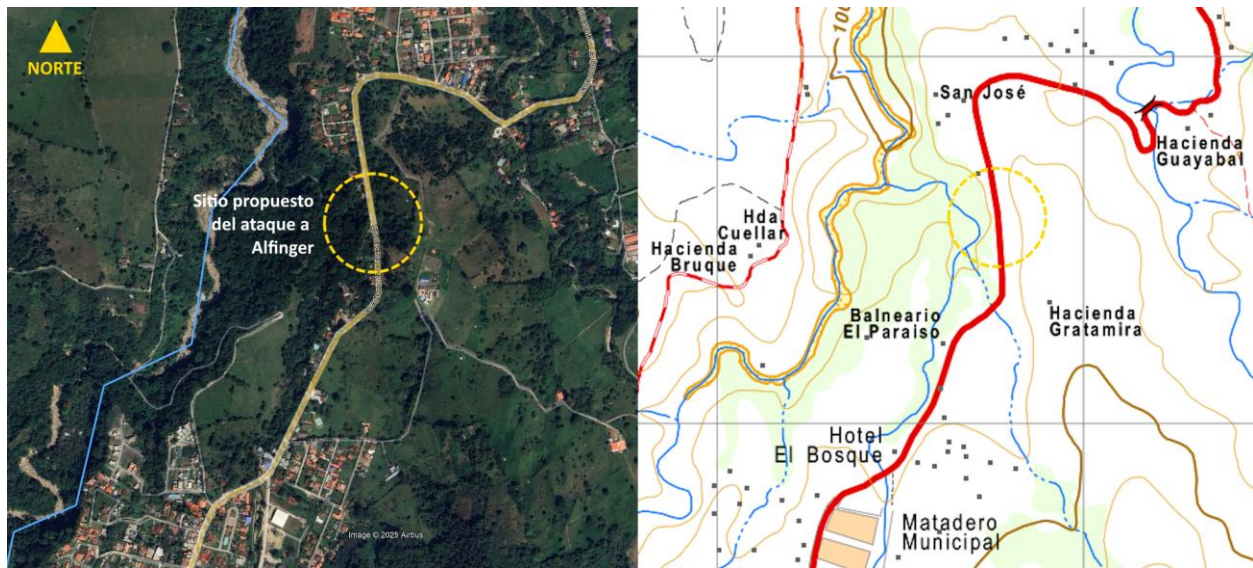 NORTE
Sitio propuesto
del ataque a
Alfinger
Image © 2025 Airbus
San José
Hacienda
Guayabal
Hda
Cuellar
Hacienda
Bruque
Balneario
El Paraiso
Hacienda
Gratamira
Hotel
El Bosque
Matadero
Municipal